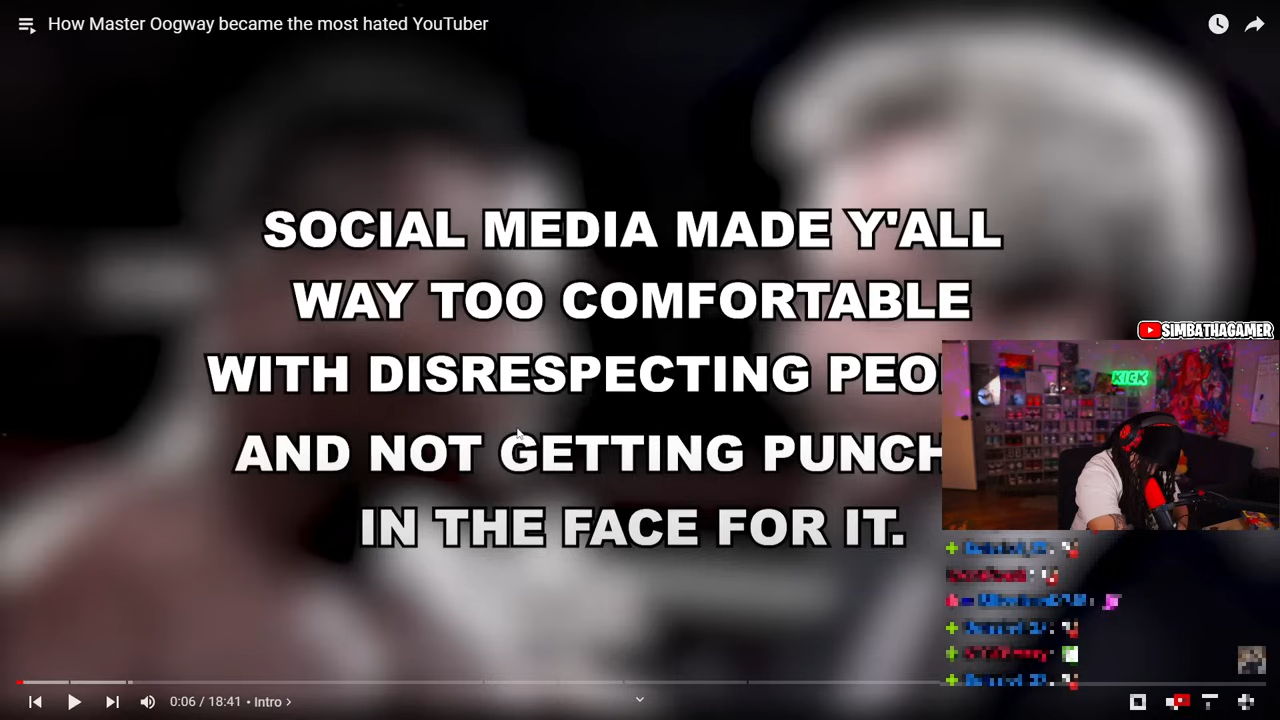 How Master Oogway became the most hated YouTuber
SOCIAL MEDIA MADE Y'ALL
WAY TOO COMFORTABLE
WITH DISRESPECTING PEO
AND NOT GETTING PUNCH
IN THE FACE FOR IT.
SIMBATHAGAMER
KICK
0:06 / 18:41 • Intro